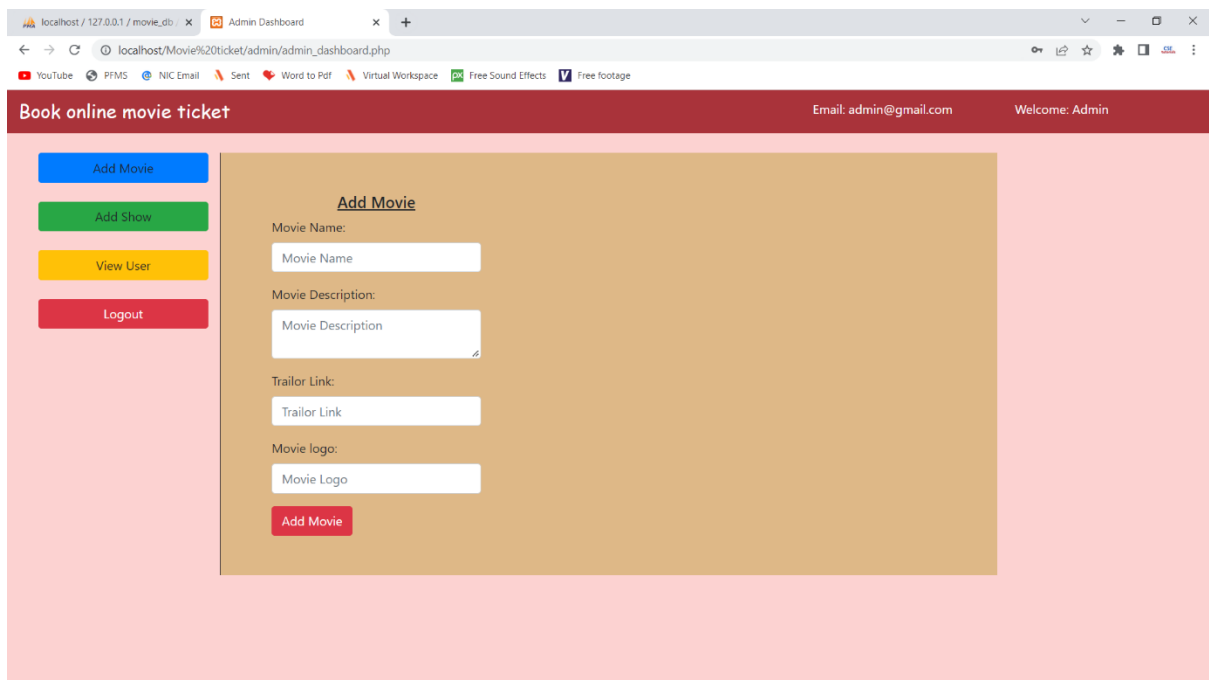 localhost / 127.0.0.1 / movie_db /
Admin Dashboard
localhost/Movie%20ticket/admin/admin_dashboard.php
YouTube PFMS NIC Email Sent Word to Pdf Virtual Workspace Free Sound Effects Free footage
Book online movie ticket Email: admin@gmail.com Welcome: Admin
Add Movie
Add Show
View User
Logout
Add Movie
Movie Name:
Movie Name
Movie Description:
Movie Description
Trailor Link:
Trailor Link
Movie logo:
Movie Logo
Add Movie